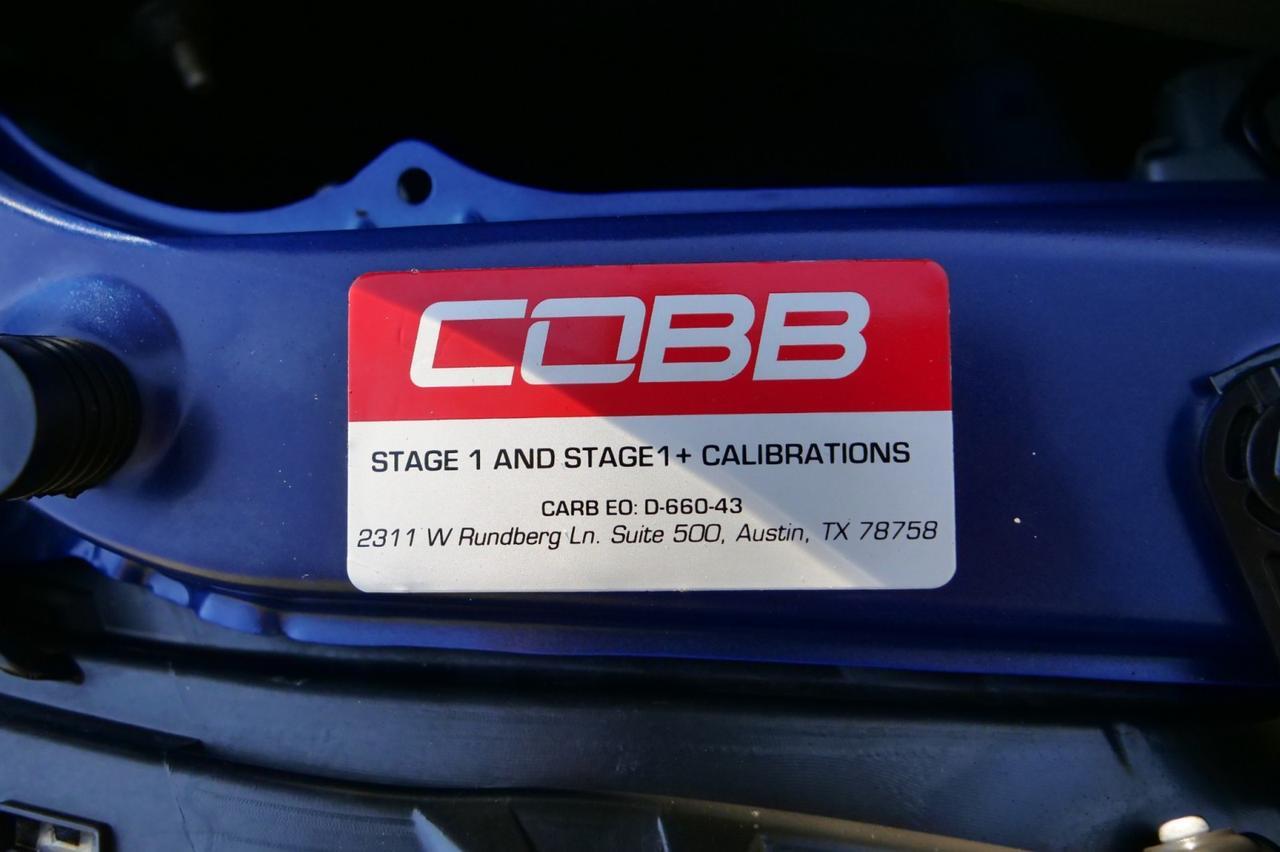 COBB
STAGE 1 AND STAGE1+ CALIBRATIONS
CARB EO: D-660-43
2311 W Rundberg Ln. Suite 500, Austin, TX 78758